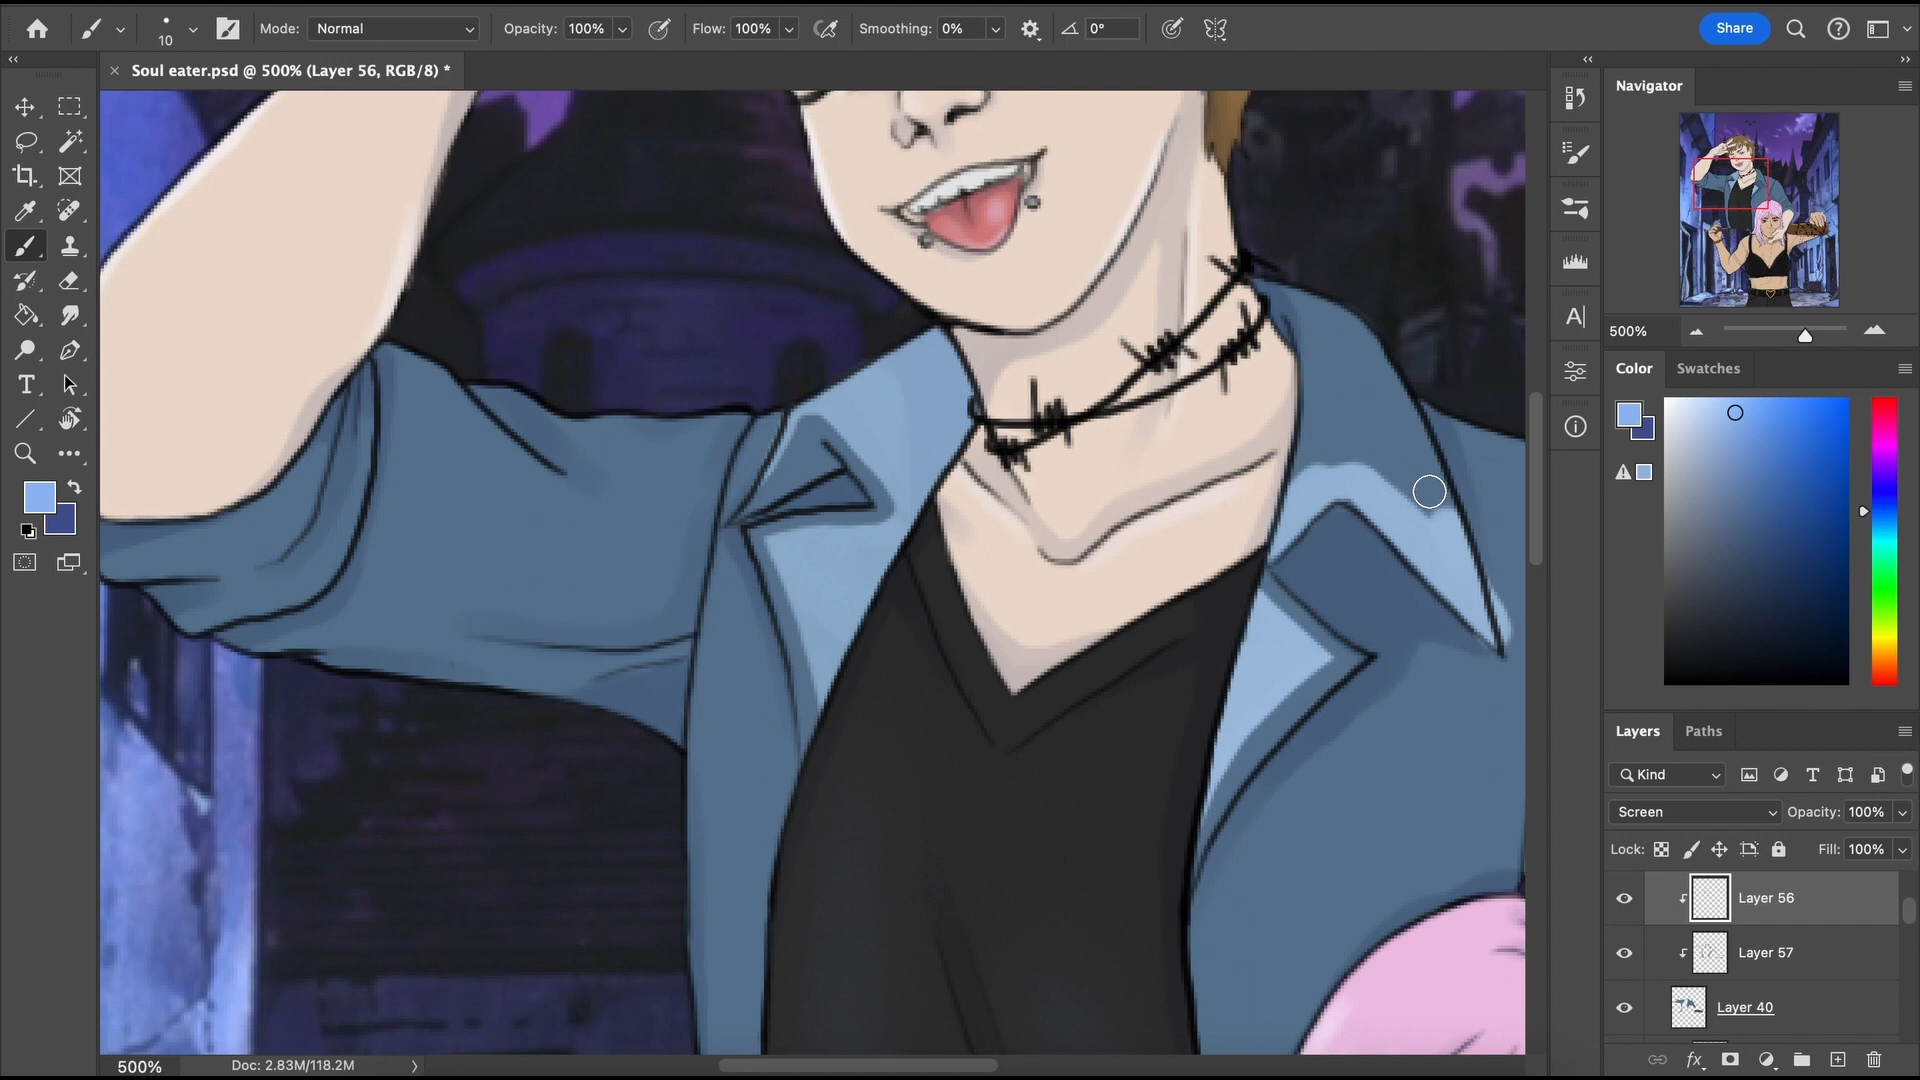 10
Mode: Normal
Opacity: 100%
Flow: 100%
Smoothing: 0%
0°
Share
Soul eater.psd @ 500% (Layer 56, RGB/8) *
Navigator
500%
Color Swatches
Layers Paths
Kind
Screen
Opacity: 100%
Lock:
Fill: 100%
Layer 56
Layer 57
Layer 40
fx
500%
Doc: 2.83M/118.2M